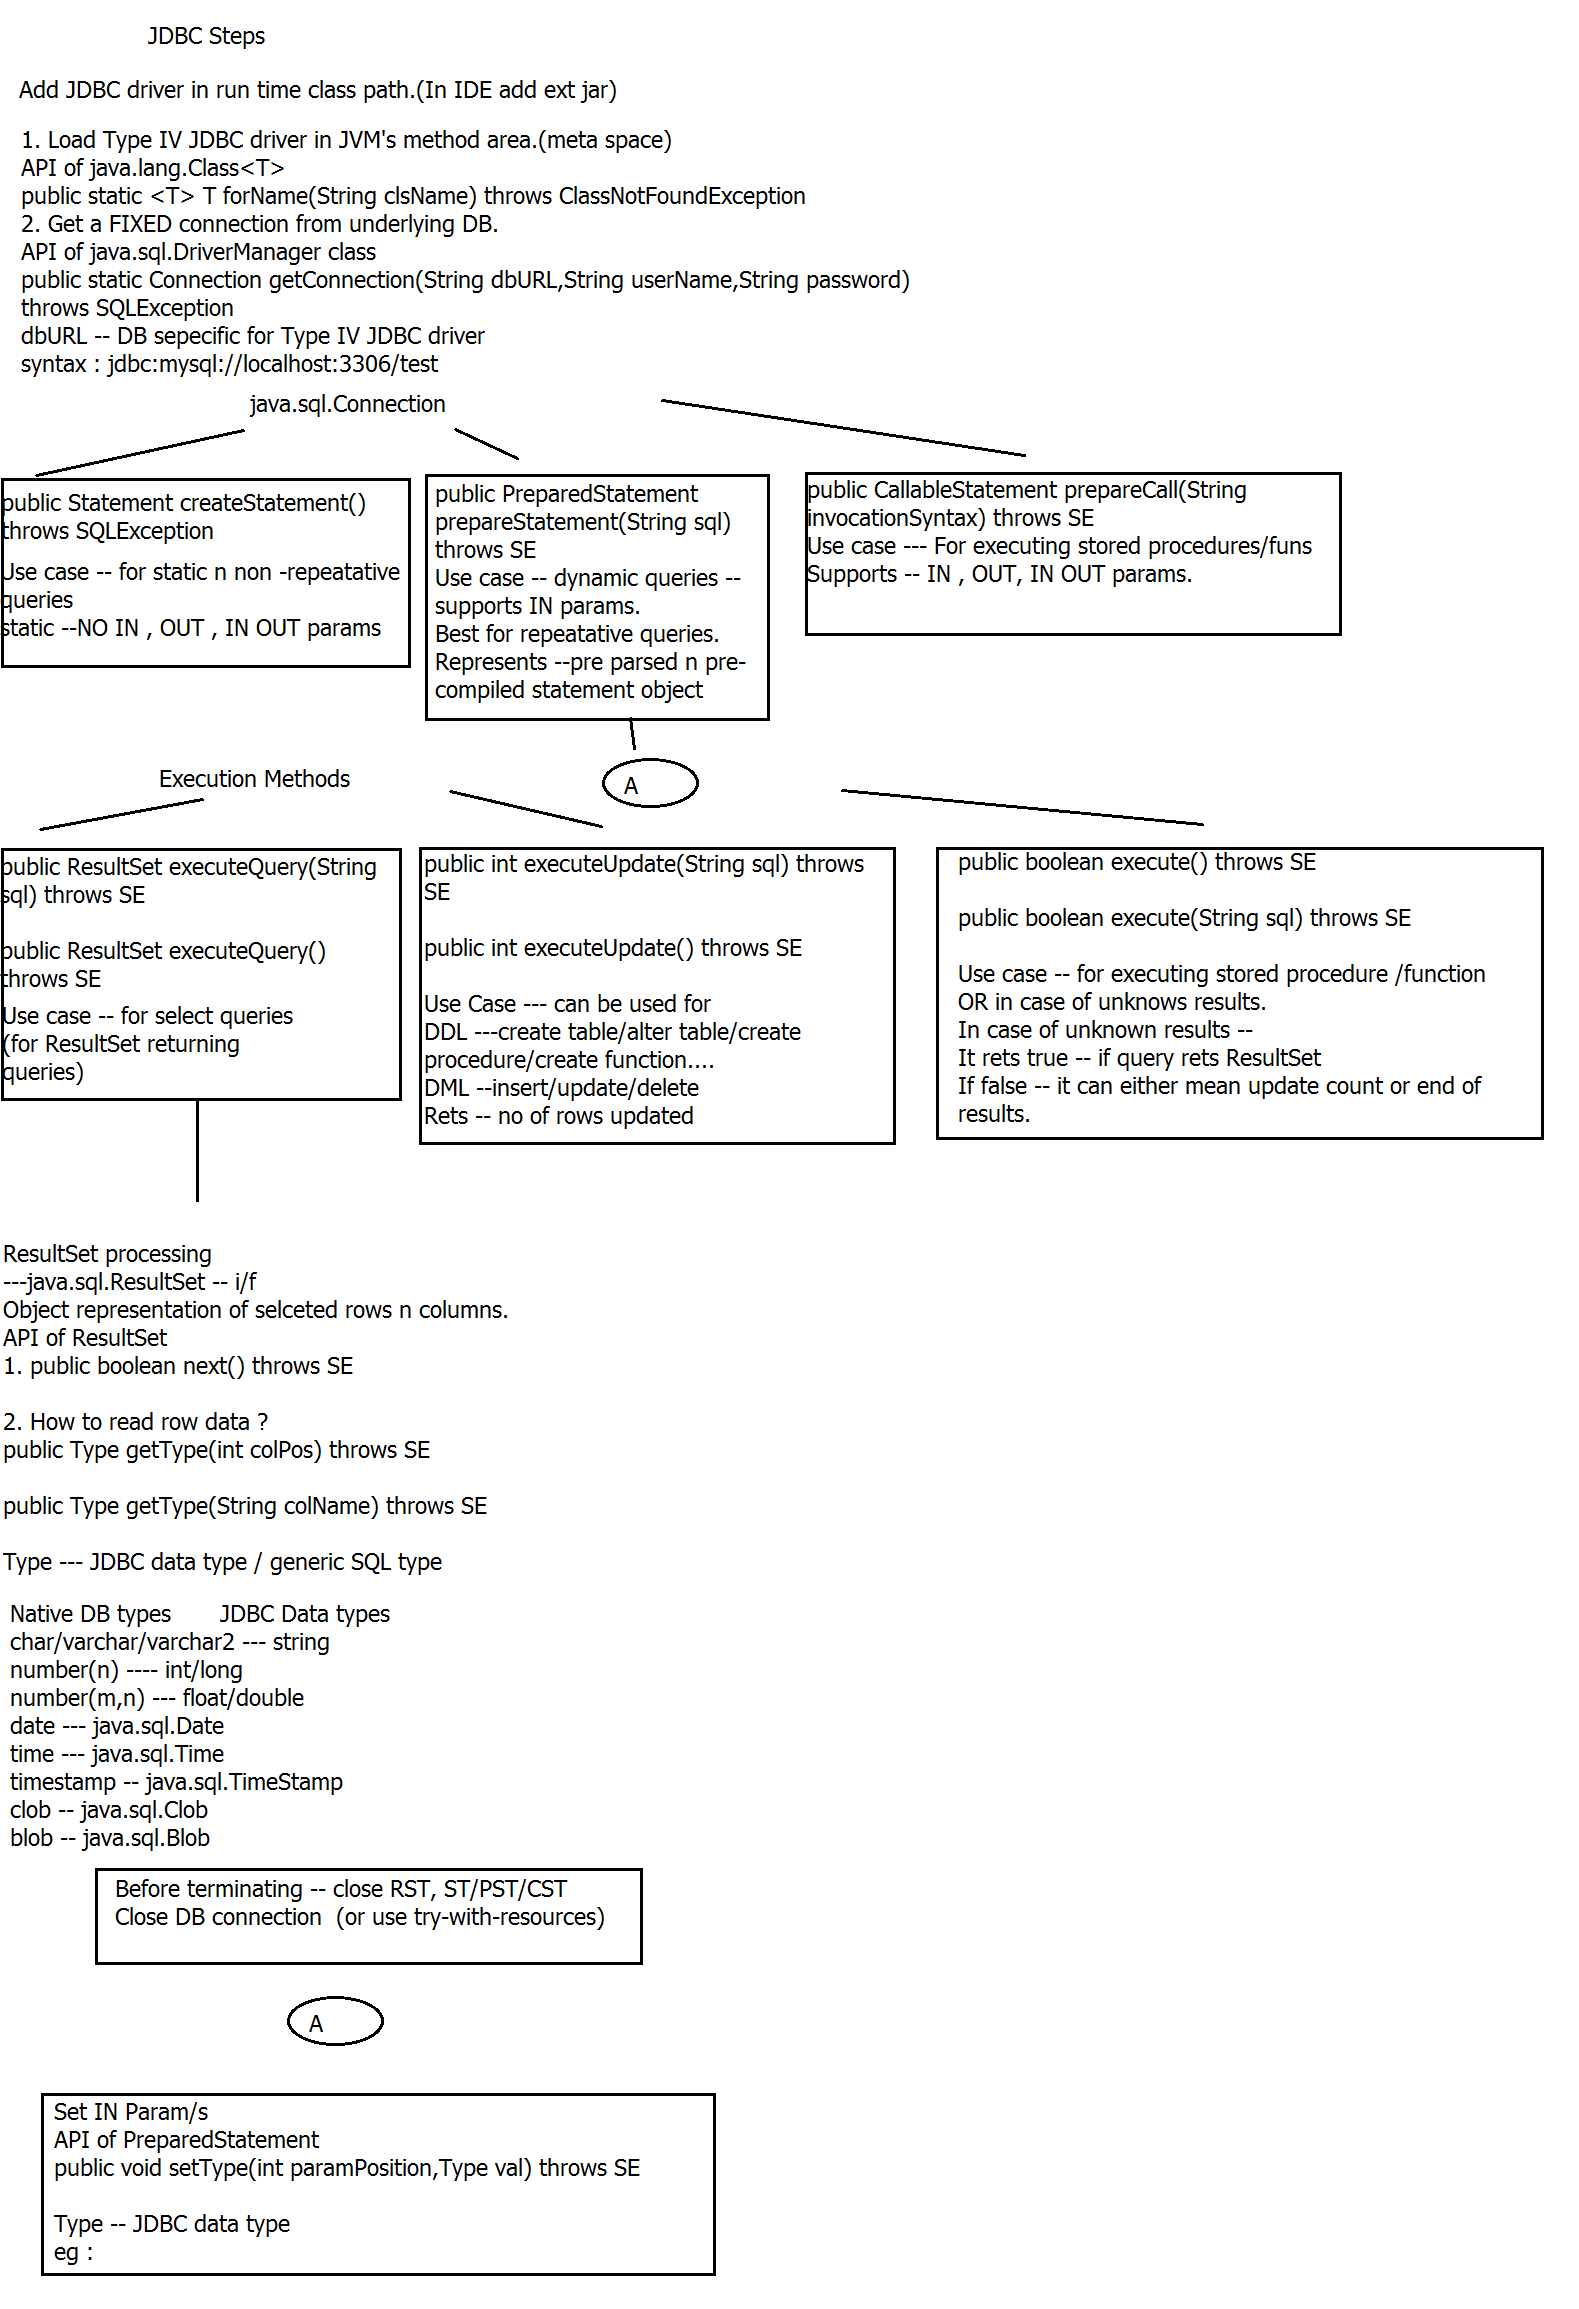 JDBC Steps
Add JDBC driver in run time class path.(In IDE add ext jar)
1. Load Type IV JDBC driver in JVM's method area.(meta space)
API of java.lang.Class<T>
public static <T> T forName(String clsName) throws ClassNotFoundException
2. Get a FIXED connection from underlying DB.
API of java.sql.DriverManager class
public static Connection getConnection(String dbURL,String userName,String password)
throws SQLException
dbURL -- DB sepecific for Type IV JDBC driver
syntax : jdbc:mysql://localhost:3306/test
java.sql.Connection
public Statement createStatement()
throws SQLException
Use case -- for static n non -repeatative
queries
static --NO IN , OUT , IN OUT params
public PreparedStatement
prepareStatement(String sql)
throws SE
Use case -- dynamic queries --
supports IN params.
Best for repeatative queries.
Represents --pre parsed n pre-
compiled statement object
public CallableStatement prepareCall(String
invocationSyntax) throws SE
Use case --- For executing stored procedures/funs
Supports -- IN , OUT, IN OUT params.
Execution Methods
A
public ResultSet executeQuery(String
sql) throws SE
public ResultSet executeQuery()
throws SE
Use case -- for select queries
(for ResultSet returning
queries)
public int executeUpdate(String sql) throws
SE
public int executeUpdate() throws SE
Use Case --- can be used for
DDL ---create table/alter table/create
procedure/create function....
DML --insert/update/delete
Rets -- no of rows updated
public boolean execute() throws SE
public boolean execute(String sql) throws SE
Use case -- for executing stored procedure /function
OR in case of unknows results.
In case of unknown results --
It rets true -- if query rets ResultSet
If false -- it can either mean update count or end of
results.
ResultSet processing
---java.sql.ResultSet -- i/f
Object representation of selceted rows n columns.
API of ResultSet
1. public boolean next() throws SE
2. How to read row data ?
public Type getType(int colPos) throws SE
public Type getType(String colName) throws SE
Type --- JDBC data type / generic SQL type
Native DB types JDBC Data types
char/varchar/varchar2 --- string
number(n) ---- int/long
number(m,n) --- float/double
date --- java.sql.Date
time --- java.sql.Time
timestamp -- java.sql.TimeStamp
clob -- java.sql.Clob
blob -- java.sql.Blob
Before terminating -- close RST, ST/PST/CST
Close DB connection (or use try-with-resources)
A
Set IN Param/s
API of PreparedStatement
public void setType(int paramPosition,Type val) throws SE
Type -- JDBC data type
eg :